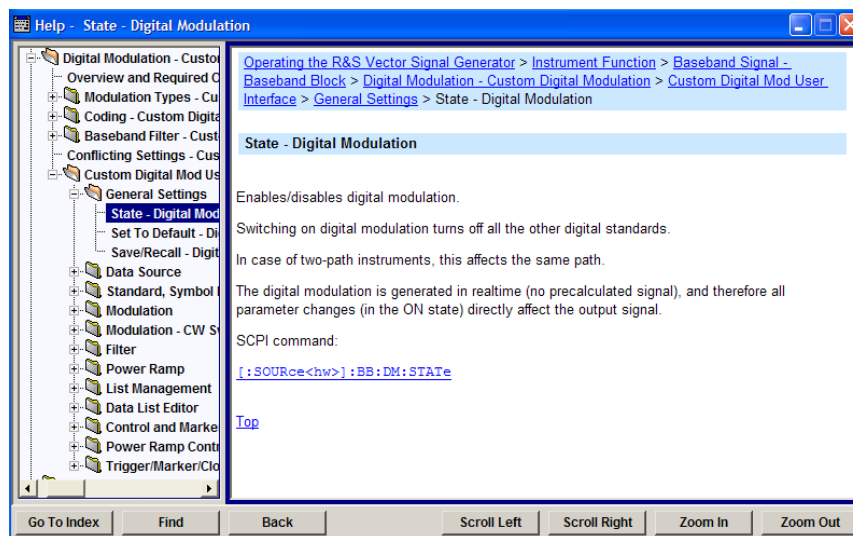 Help - State - Digital Modulation
Digital Modulation - Custo
Overview and Required C
Modulation Types - Cu
Coding - Custom Digita
Baseband Filter - Cust
Conflicting Settings - Cus
Custom Digital Mod Us
General Settings
State - Digital Mod
Set To Default - Di
Save/Recall - Digit
Data Source
Standard, Symbol
Modulation
Modulation - CW S
Filter
Power Ramp
List Management
Data List Editor
Control and Marke
Power Ramp Contr
Trigger/Marker/Clo
Operating the R&S Vector Signal Generator > Instrument Function > Baseband Signal -
Baseband Block > Digital Modulation - Custom Digital Modulation > Custom Digital Mod User
Interface > General Settings > State - Digital Modulation
State - Digital Modulation
Enables/disables digital modulation.
Switching on digital modulation turns off all the other digital standards.
In case of two-path instruments, this affects the same path.
The digital modulation is generated in realtime (no precalculated signal), and therefore all
parameter changes (in the ON state) directly affect the output signal.
SCPI command:
[:SOURce<hw>]:BB:DM:STATe
Top
Go To Index Find Back Scroll Left Scroll Right Zoom In Zoom Out